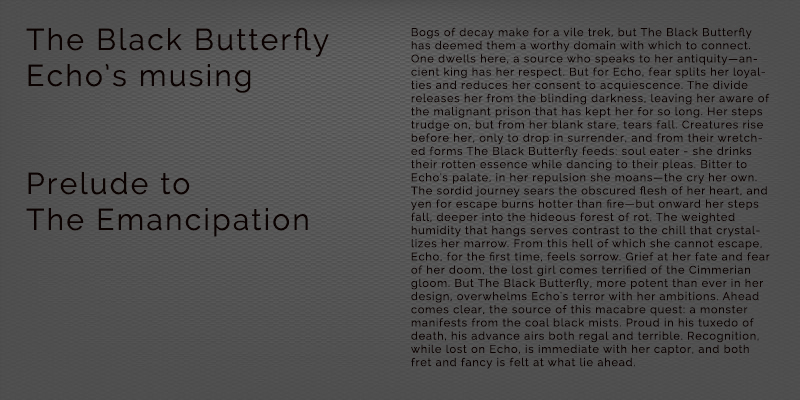 The Black Butterfly
Echo's musing
Prelude to
The Emancipation
Bogs of decay make for a vile trek, but The Black Butterfly
has deemed them a worthy domain with which to connect.
One dwells here, a source who speaks to her antiquity—an-
cient king has her respect. But for Echo, fear splits her loyal-
ties and reduces her consent to acquiescence. The divide
releases her from the blinding darkness, leaving her aware of
the malignant prison that has kept her for so long. Her steps
trudge on, but from her blank stare, tears fall. Creatures rise
before her, only to drop in surrender, and from their wretch-
ed forms The Black Butterfly feeds: soul eater - she drinks
their rotten essence while dancing to their pleas. Bitter to
Echo's palate, in her repulsion she moans—the cry her own.
The sordid journey sears the obscured flesh of her heart, and
yen for escape burns hotter than fire—but onward her steps
fall, deeper into the hideous forest of rot. The weighted
humidity that hangs serves contrast to the chill that crystal-
lizes her marrow. From this hell of which she cannot escape,
Echo, for the first time, feels sorrow. Grief at her fate and fear
of her doom, the lost girl comes terrified of the Cimmerian
gloom. But The Black Butterfly, more potent than ever in her
design, overwhelms Echo's terror with her ambitions. Ahead
comes clear, the source of this macabre quest: a monster
manifests from the coal black mists. Proud in his tuxedo of
death, his advance airs both regal and terrible. Recognition,
while lost on Echo, is immediate with her captor, and both
fret and fancy is felt at what lie ahead.